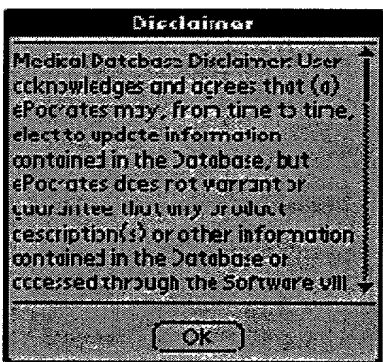 Disclaimer
Medical Database Disclaimer: User
acknowledges and agrees that (a)
ePocrates may, from time to time,
elect to update information
contained in the Database, but
ePocrates does not warrant or
guarantee that any product
description(s) or other information
contained in the Database or
accessed through the Software will
OK